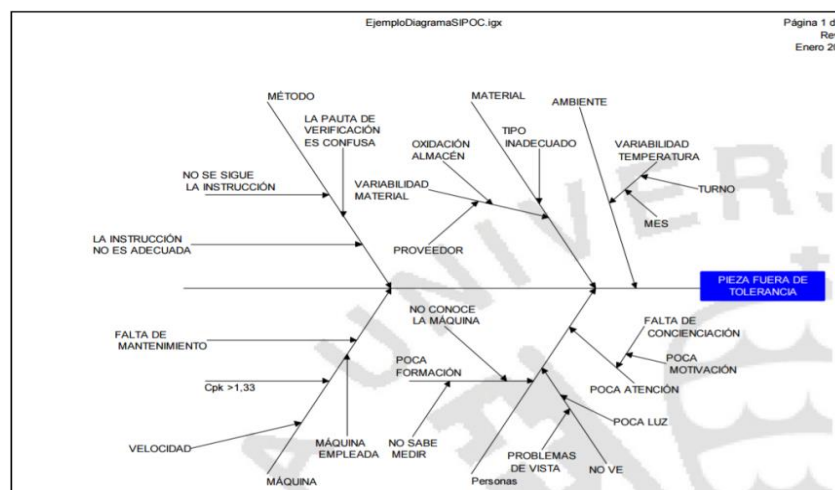 EjemploDiagramaSIPOC.igx
Página 1 d
Rev
Enero 20
MÉTODO
MATERIAL
AMBIENTE
LA PAUTA DE
VERIFICACIÓN
ES CONFUSA
TIPO
INADECUADO
OXIDACIÓN
ALMACÉN
VARIABILIDAD
TEMPERATURA
NO SE SIGUE
LA INSTRUCCIÓN
VARIABILIDAD
MATERIAL
TURNO
MES
LA INSTRUCCIÓN
NO ES ADECUADA
PROVEEDOR
PIEZA FUERA DE
TOLERANCIA
NO CONOCE
LA MÁQUINA
FALTA DE
CONCIENCIACIÓN
FALTA DE
MANTENIMIENTO
POCA
FORMACIÓN
POCA
MOTIVACIÓN
Cpk >1,33
POCA ATENCIÓN
POCA LUZ
VELOCIDAD
MÁQUINA
EMPLEADA
NO SABE
MEDIR
PROBLEMAS
DE VISTA
NO VE
MÁQUINA
Personas
A UNIVERS